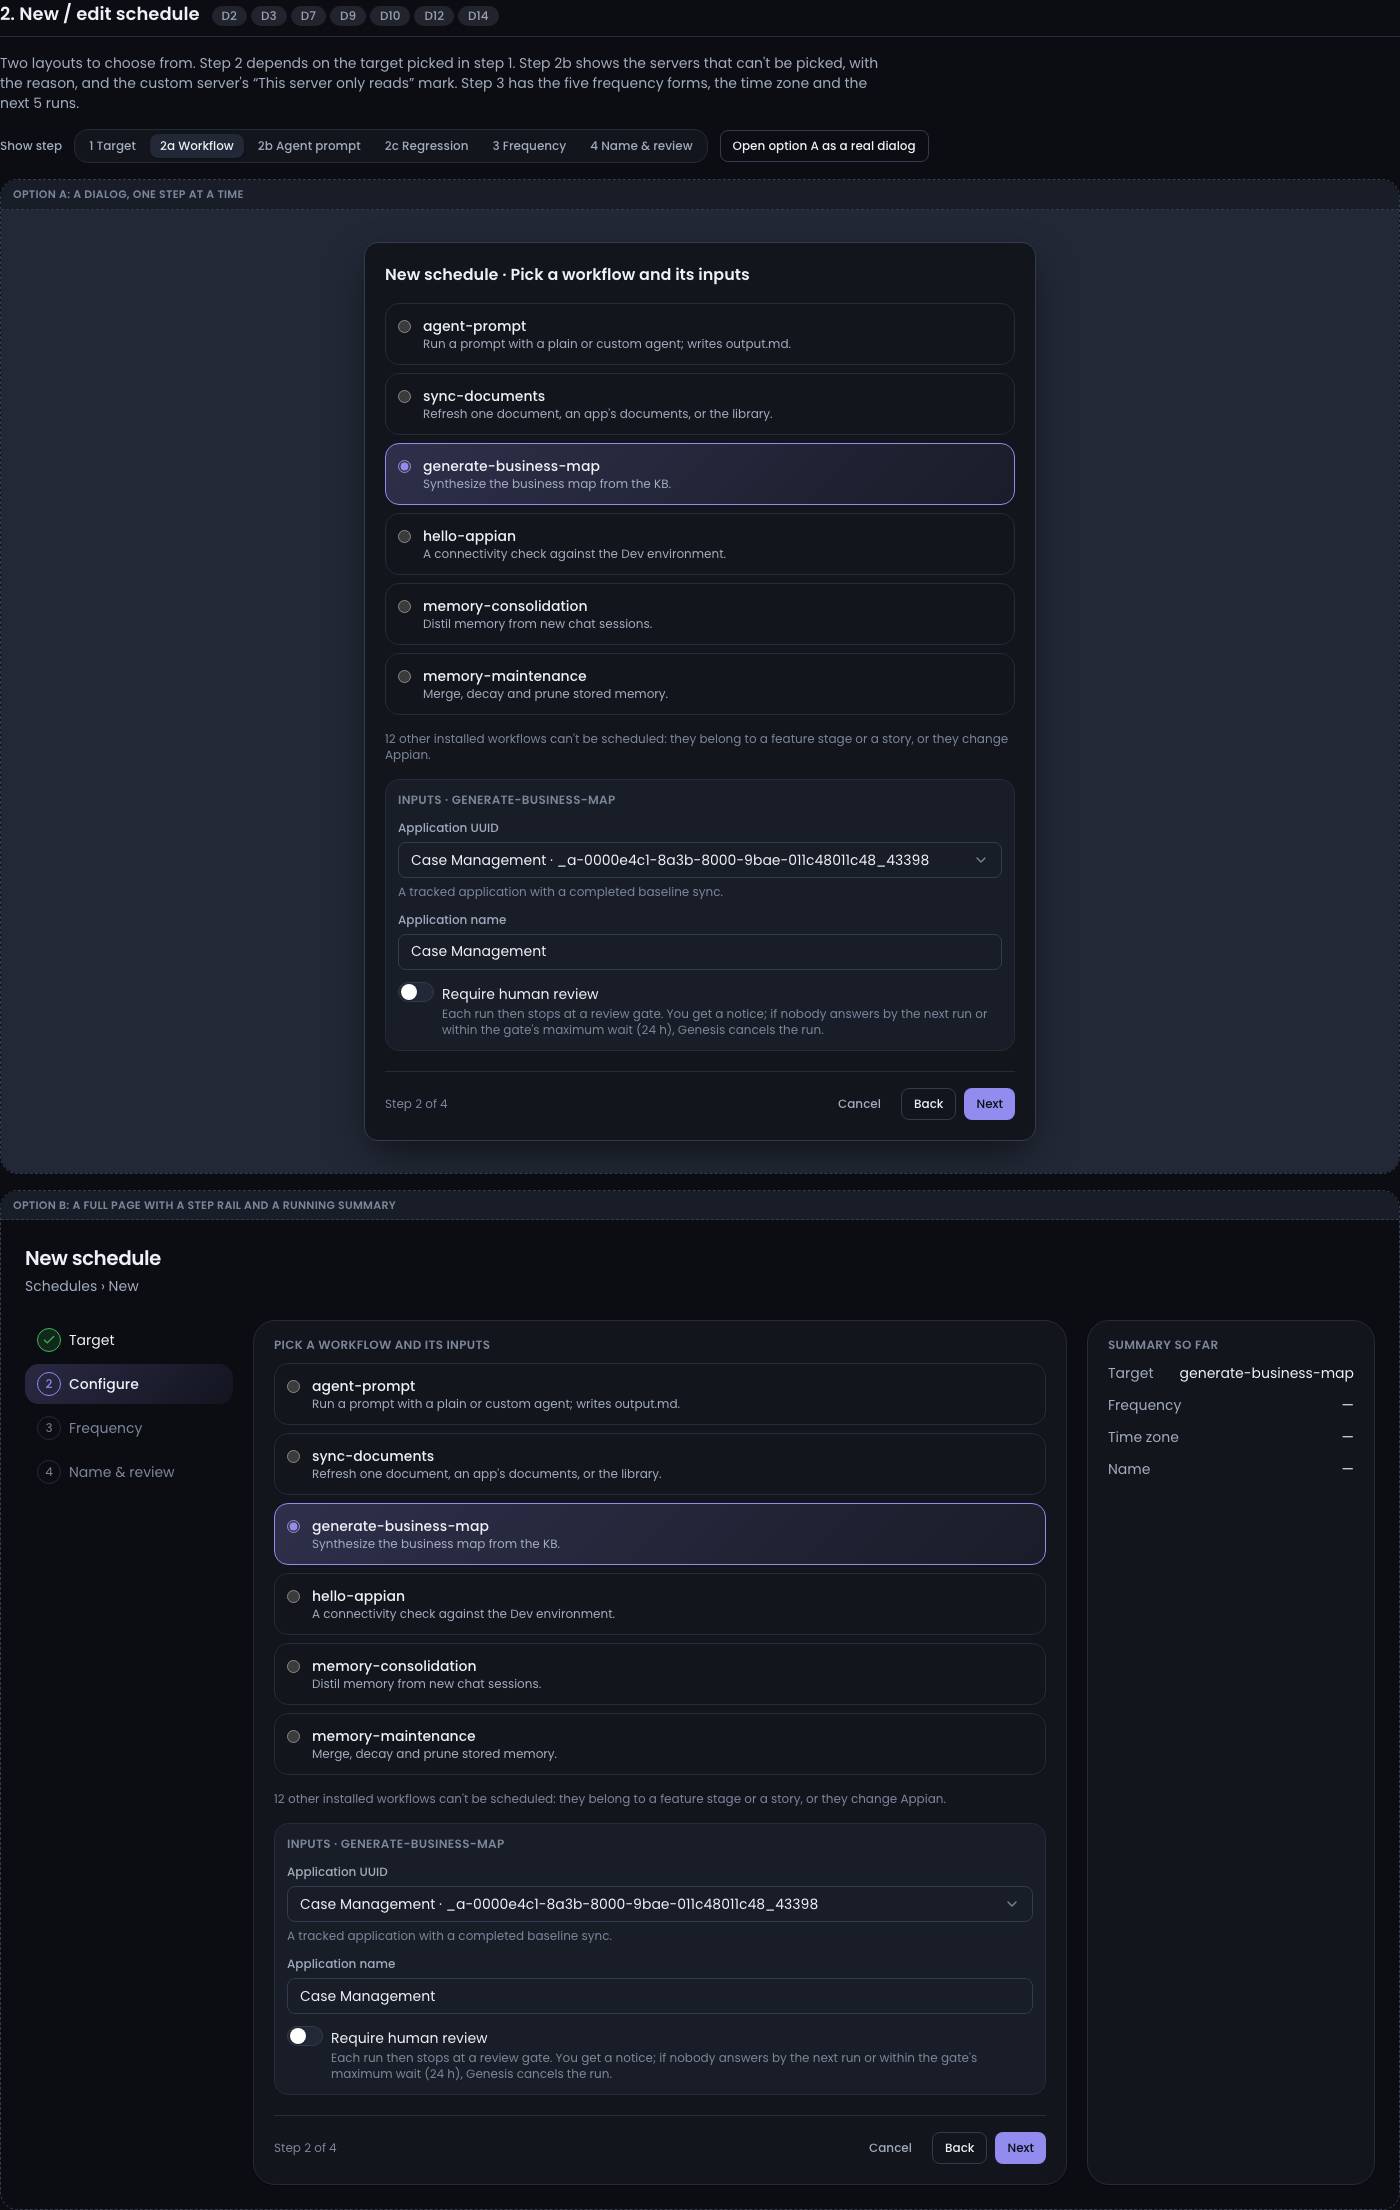 2. New / edit schedule D2 D3 D7 D9 D10 D12 D14
Two layouts to choose from. Step 2 depends on the target picked in step 1. Step 2b shows the servers that can't be picked, with
the reason, and the custom server's “This server only reads” mark. Step 3 has the five frequency forms, the time zone and the
next 5 runs.
Show step 1 Target 2a Workflow 2b Agent prompt 2c Regression 3 Frequency 4 Name & review Open option A as a real dialog
OPTION A: A DIALOG, ONE STEP AT A TIME
New schedule · Pick a workflow and its inputs
agent-prompt
Run a prompt with a plain or custom agent; writes output.md.
sync-documents
Refresh one document, an app's documents, or the library.
generate-business-map
Synthesize the business map from the KB.
hello-appian
A connectivity check against the Dev environment.
memory-consolidation
Distil memory from new chat sessions.
memory-maintenance
Merge, decay and prune stored memory.
12 other installed workflows can't be scheduled: they belong to a feature stage or a story, or they change
Appian.
INPUTS · GENERATE-BUSINESS-MAP
Application UUID
Case Management · _a-0000e4c1-8a3b-8000-9bae-011c48011c48_43398
A tracked application with a completed baseline sync.
Application name
Case Management
Require human review
Each run then stops at a review gate. You get a notice; if nobody answers by the next run or
within the gate's maximum wait (24 h), Genesis cancels the run.
Step 2 of 4 Cancel Back Next
OPTION B: A FULL PAGE WITH A STEP RAIL AND A RUNNING SUMMARY
New schedule
Schedules › New
Target
2 Configure
3 Frequency
4 Name & review
PICK A WORKFLOW AND ITS INPUTS
agent-prompt
Run a prompt with a plain or custom agent; writes output.md.
sync-documents
Refresh one document, an app's documents, or the library.
generate-business-map
Synthesize the business map from the KB.
hello-appian
A connectivity check against the Dev environment.
memory-consolidation
Distil memory from new chat sessions.
memory-maintenance
Merge, decay and prune stored memory.
12 other installed workflows can't be scheduled: they belong to a feature stage or a story, or they change Appian.
INPUTS · GENERATE-BUSINESS-MAP
Application UUID
Case Management · _a-0000e4c1-8a3b-8000-9bae-011c48011c48_43398
A tracked application with a completed baseline sync.
Application name
Case Management
Require human review
Each run then stops at a review gate. You get a notice; if nobody answers by the next run or within the gate's
maximum wait (24 h), Genesis cancels the run.
Step 2 of 4 Cancel Back Next
SUMMARY SO FAR
Target generate-business-map
Frequency —
Time zone —
Name —